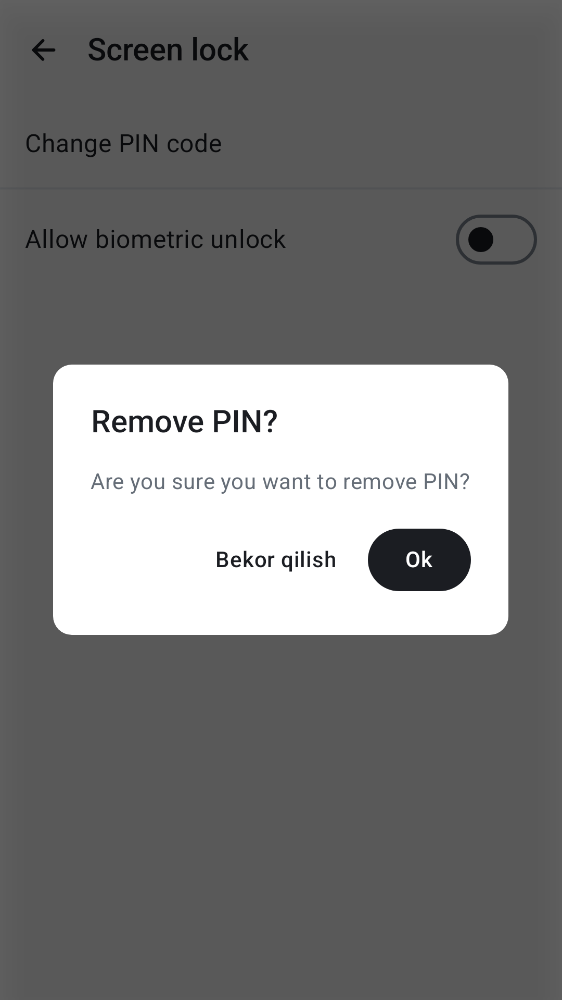 Screen lock
Change PIN code
Allow biometric unlock
Remove PIN?
Are you sure you want to remove PIN?
Bekor qilish
Ok